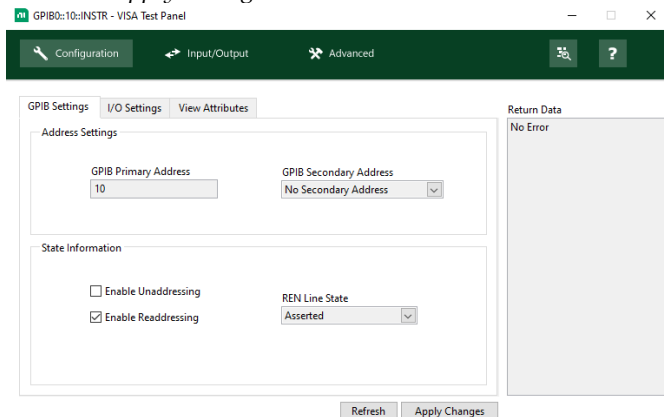 GPIB0::10::INSTR - VISA Test Panel
Configuration
Input/Output
Advanced
?
GPIB Settings
I/O Settings
View Attributes
Return Data
No Error
Address Settings
GPIB Primary Address
10
GPIB Secondary Address
No Secondary Address
State Information
Enable Unaddressing
Enable Readdressing
REN Line State
Asserted
Refresh
Apply Changes